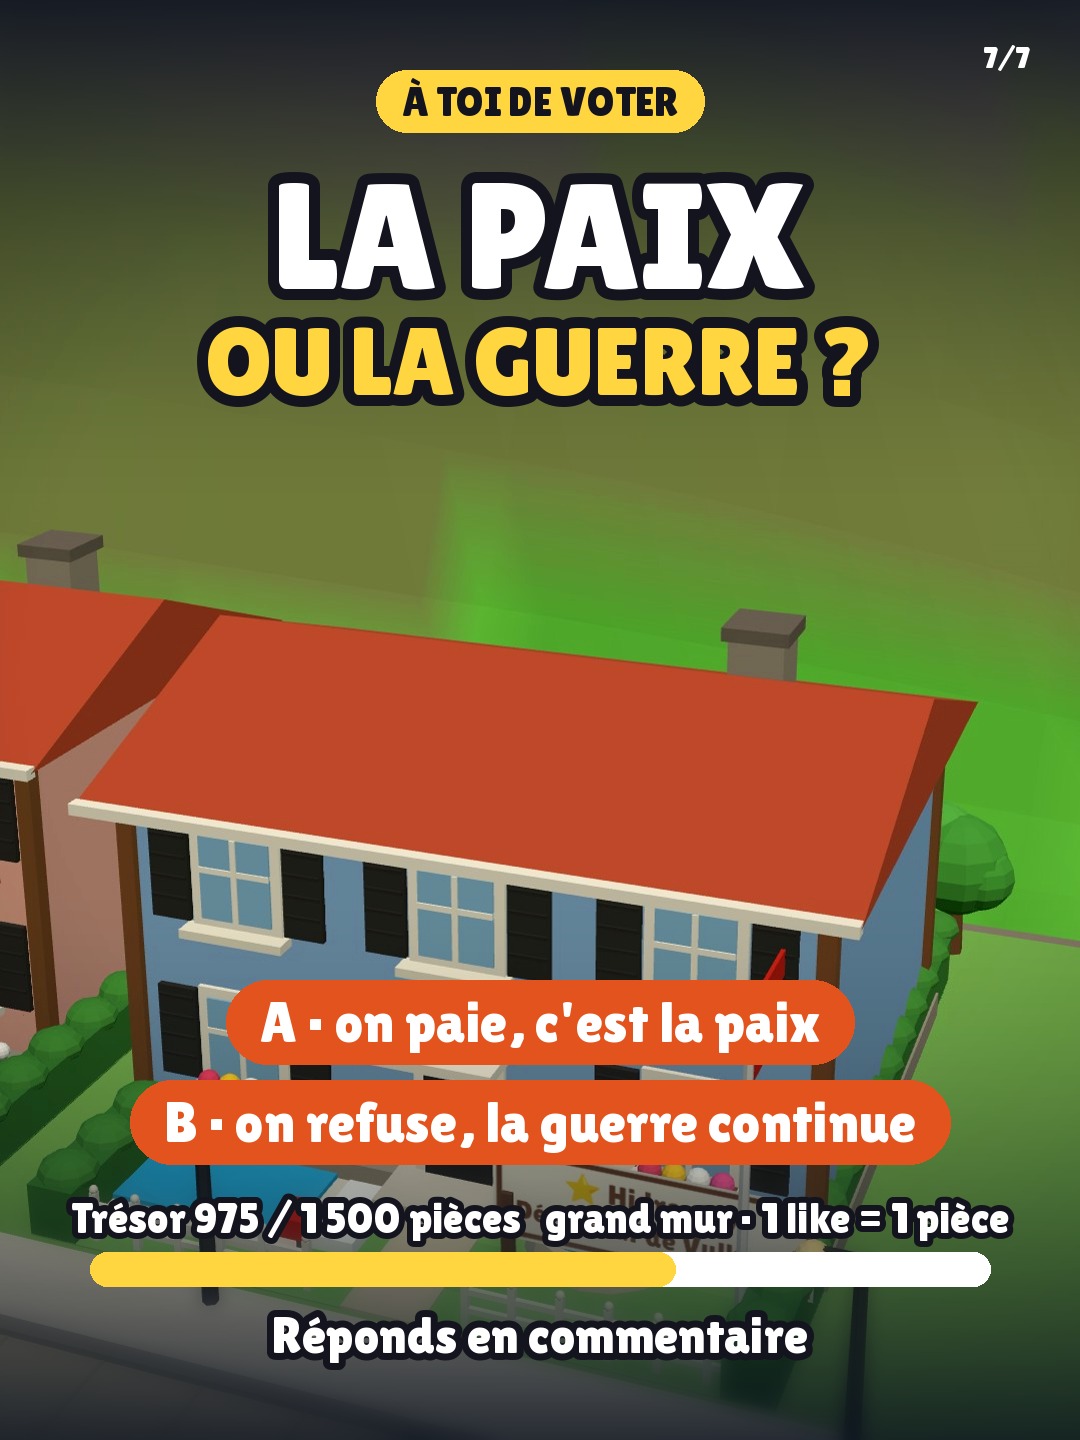 7/7
À TOI DE VOTER
LA PAIX
OU LA GUERRE ?
A · on paie, c'est la paix
B · on refuse, la guerre continue
Trésor 975 / 1 500 pièces grand mur · 1 like = 1 pièce
Réponds en commentaire